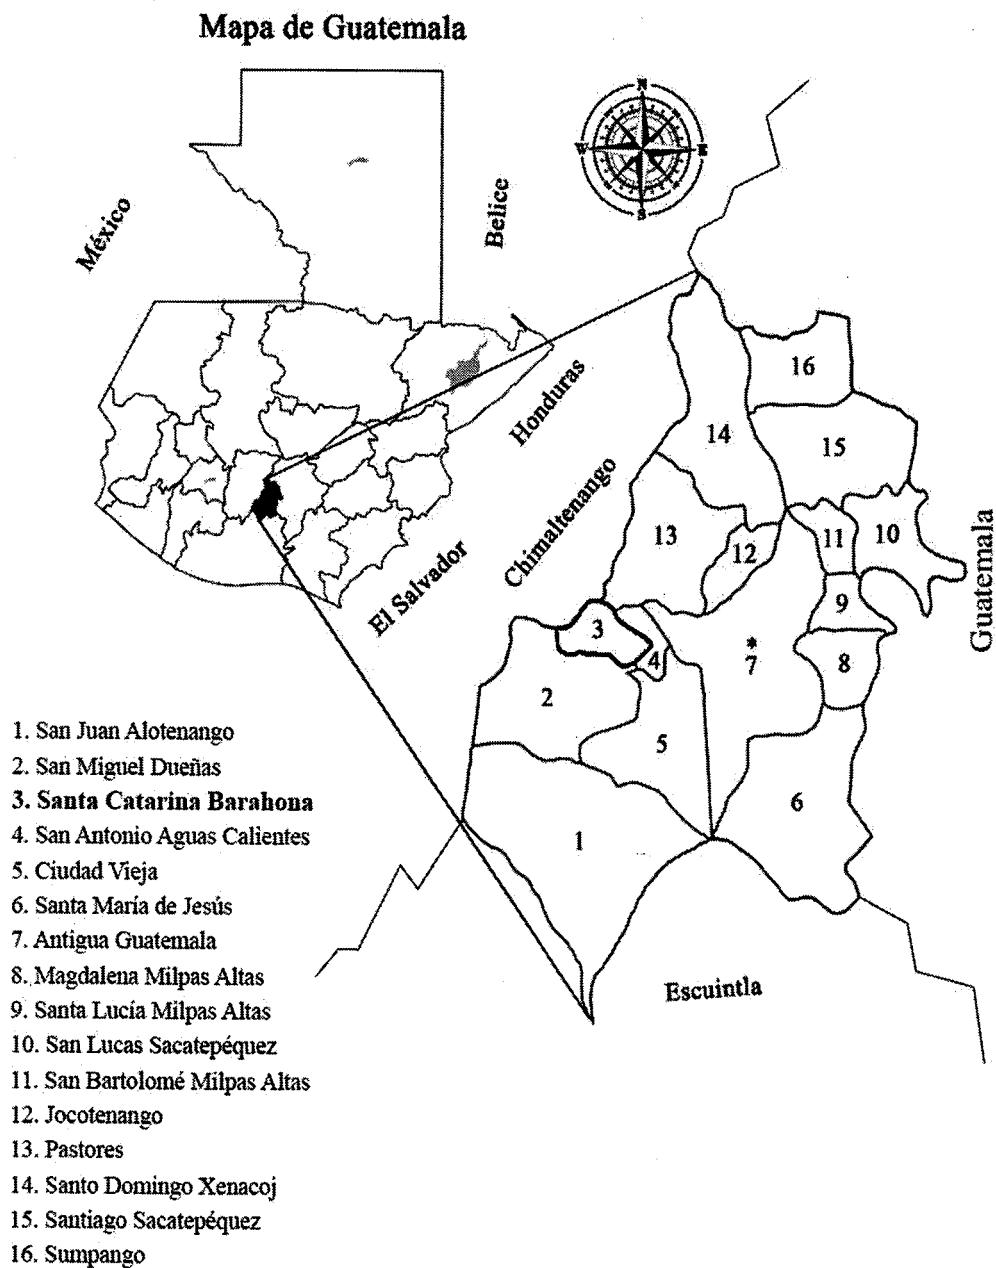 Mapa de Guatemala
N
W
E
S
México
Belice
Honduras
El Salvador
Chimaltenango
Guatemala
Escuintla
16
14
15
13
12
11
10
9
3
4
*
7
8
2
5
6
1
1. San Juan Alotenango
2. San Miguel Dueñas
3. Santa Catarina Barahona
4. San Antonio Aguas Calientes
5. Ciudad Vieja
6. Santa María de Jesús
7. Antigua Guatemala
8. Magdalena Milpas Altas
9. Santa Lucía Milpas Altas
10. San Lucas Sacatepéquez
11. San Bartolomé Milpas Altas
12. Jocotenango
13. Pastores
14. Santo Domingo Xenacoj
15. Santiago Sacatepéquez
16. Sumpango